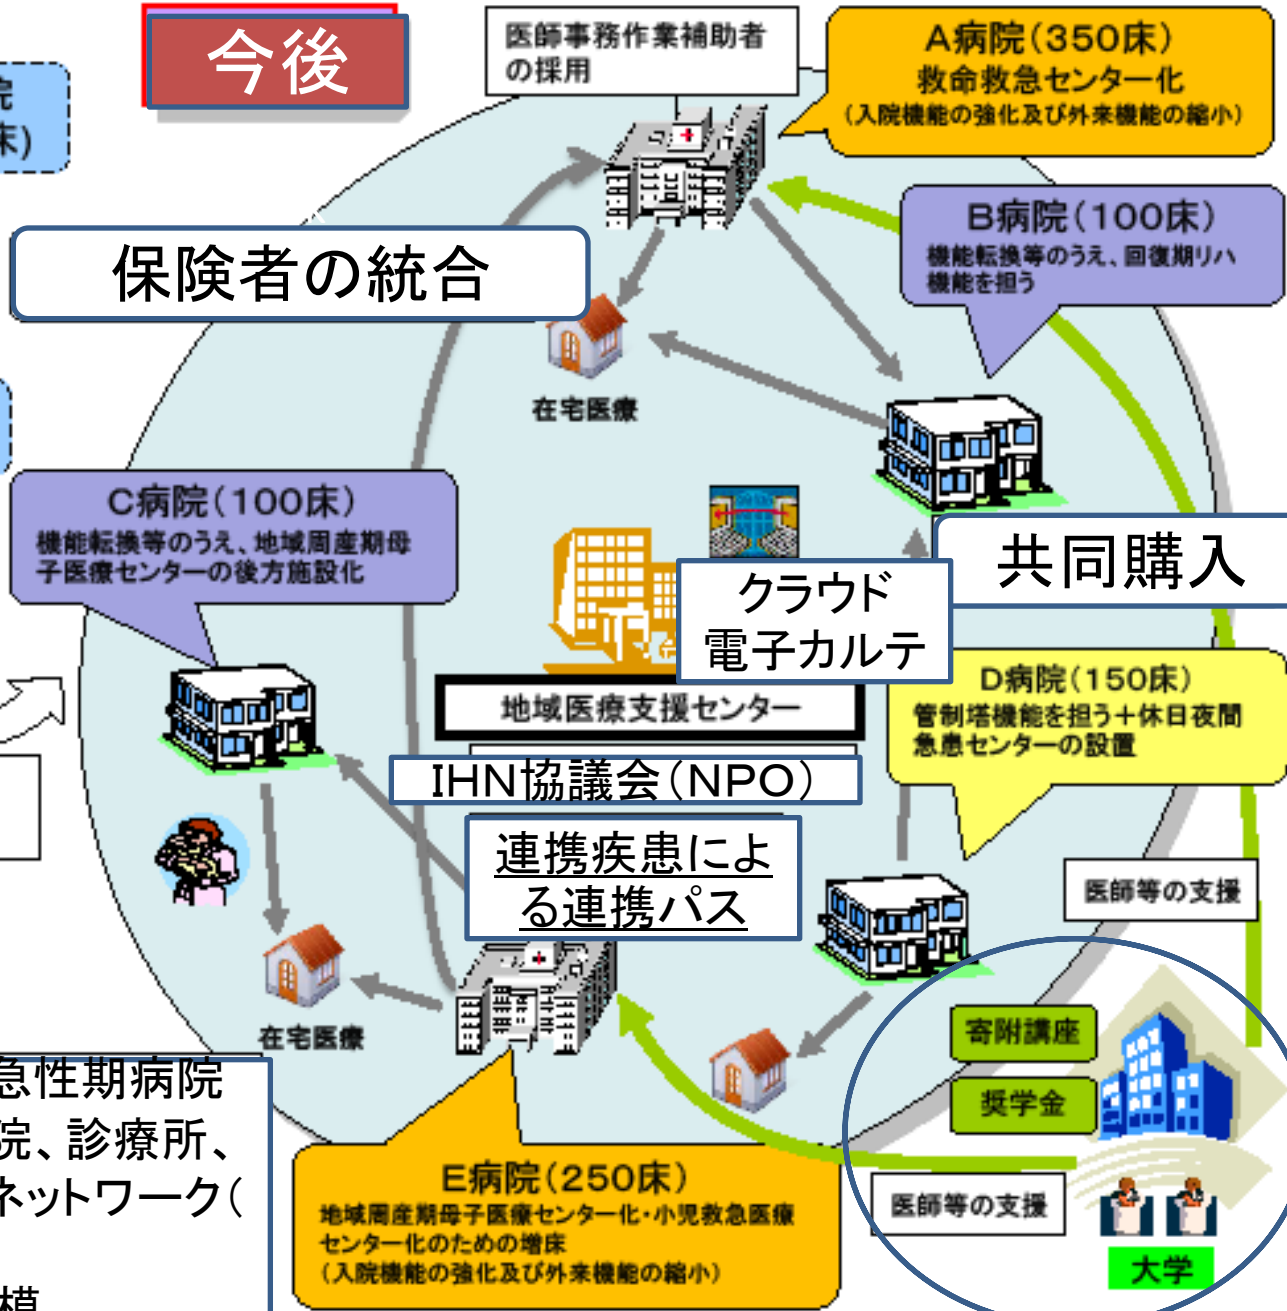 今後
医師事務作業補助者
の採用
A病院(350床)
救命救急センター化
(入院機能の強化及び外来機能の縮小)
院
床)
B病院(100床)
機能転換等のうえ、回復期リハ
機能を担う
保険者の統合
在宅医療
C病院(100床)
機能転換等のうえ、地域周産期母
子医療センターの後方施設化
共同購入
クラウド
電子カルテ
地域医療支援センター
D病院(150床)
管制塔機能を担う+休日夜間
急患センターの設置
IHN協議会(NPO)
連携疾患によ
る連携パス
医師等の支援
在宅医療
寄附講座
奨学金
急性期病院
院、診療所、
ネットワーク(
模
E病院(250床)
地域周産期母子医療センター化・小児救急医療
センター化のための増床
(入院機能の強化及び外来機能の縮小)
医師等の支援
大学